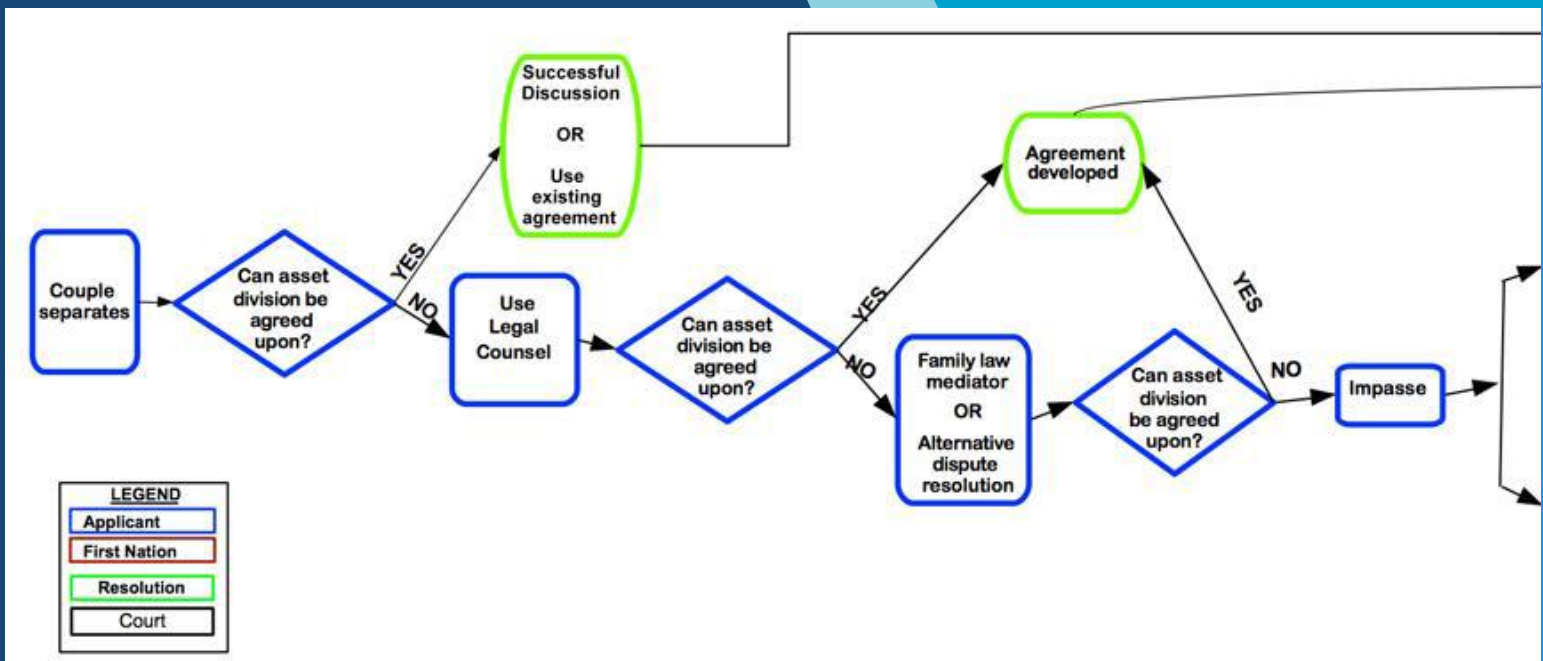 Successful
Discussion
OR
Use
existing
agreement
Agreement
developed
Couple
separates
Can asset
division be
agreed
upon?
YES
NO
Use
Legal
Counsel
Can asset
division be
agreed
upon?
YES
NO
Family law
mediator
OR
Alternative
dispute
resolution
Can asset
division
be agreed
upon?
YES
NO
Impasse
LEGEND
Applicant
First Nation
Resolution
Court